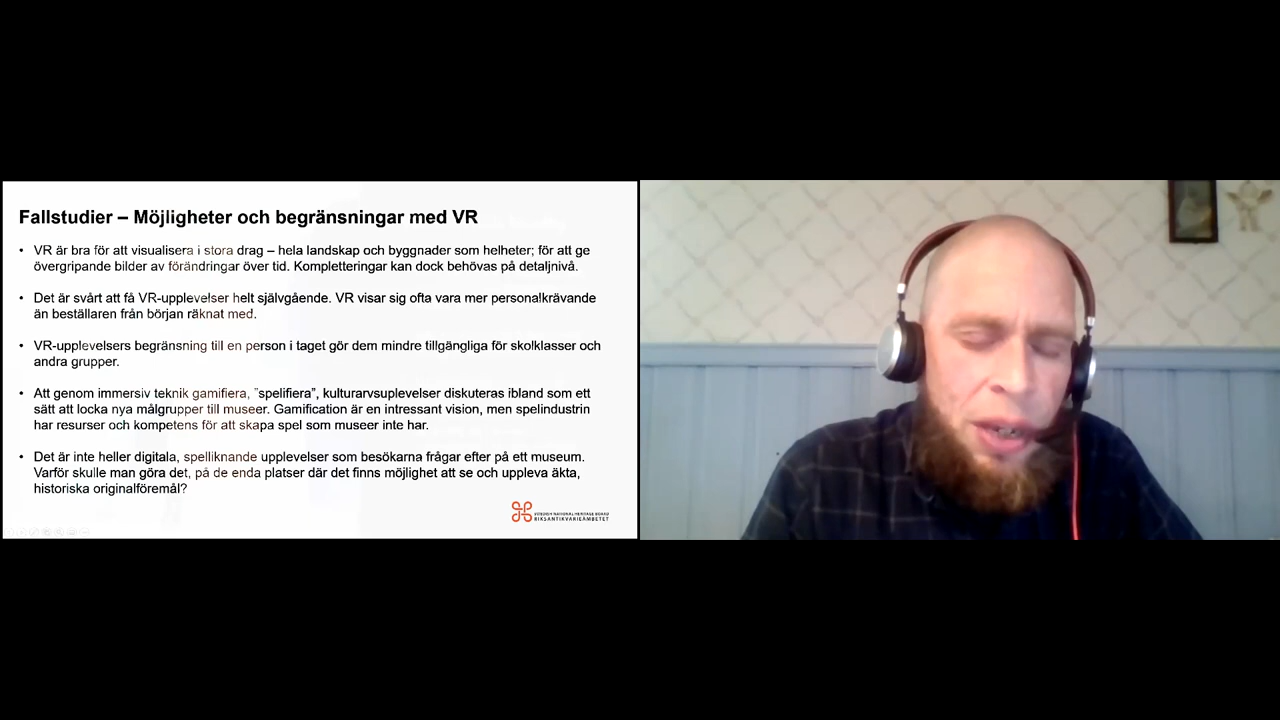 Fallstudier – Möjligheter och begränsningar med VR
• VR är bra för att visualisera i stora drag – hela landskap och byggnader som helheter; för att ge
övergripande bilder av förändringar över tid. Kompletteringar kan dock behövas på detaljnivå.
• Det är svårt att få VR-upplevelser helt självgående. VR visar sig ofta vara mer personalkrävande
än beställaren från början räknat med.
• VR-upplevelsers begränsning till en person i taget gör dem mindre tillgängliga för skolklasser och
andra grupper.
• Att genom immersiv teknik gamifiera, ”spelifiera”, kulturarvsuplevelser diskuteras ibland som ett
sätt att locka nya målgrupper till museer. Gamification är en intressant vision, men spelindustrin
har resurser och kompetens för att skapa spel som museer inte har.
• Det är inte heller digitala, spelliknande upplevelser som besökarna frågar efter på ett museum.
Varför skulle man göra det, på de enda platser där det finns möjlighet att se och uppleva äkta,
historiska originalföremål?
SWEDISH NATIONAL HERITAGE BOARD
RIKSANTIKVARIEÄMBETET